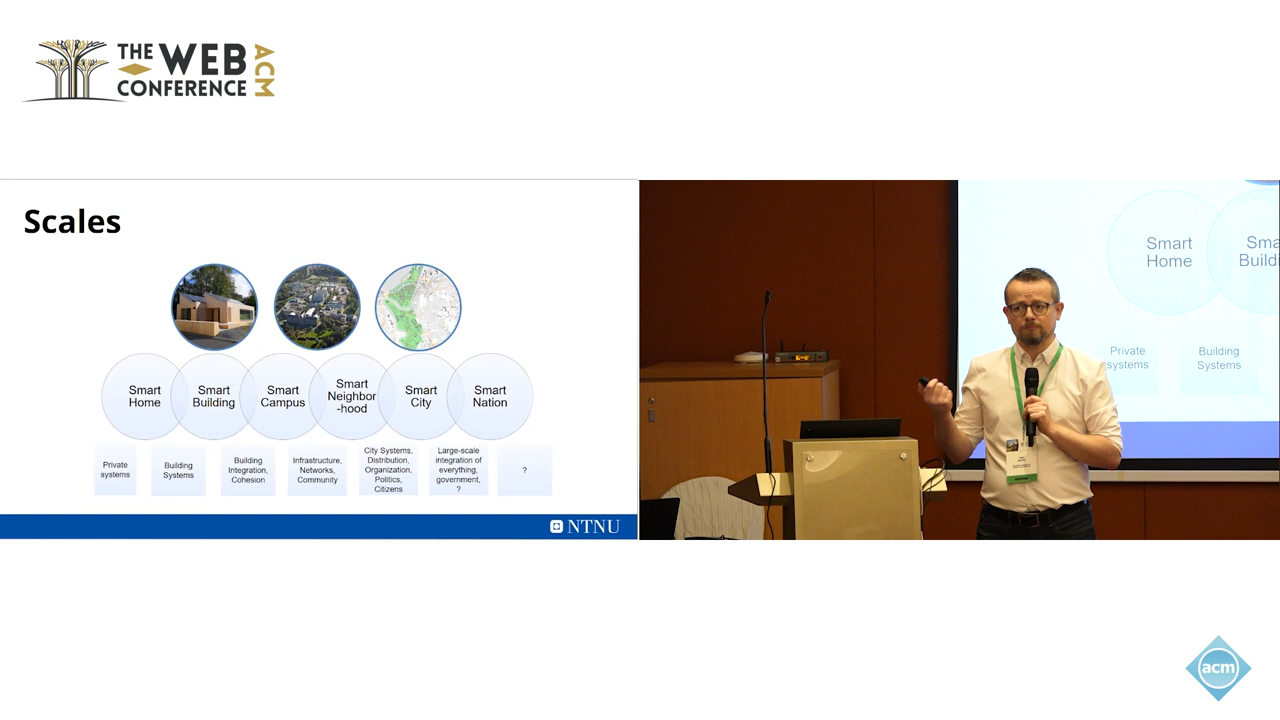 THE WEB
CONFERENCE
ACM
Scales
Smart
Home
Smart
Building
Smart
Campus
Smart
Neighbor
-hood
Smart
City
Smart
Nation
Private
systems
Building
Systems
Building
Integration,
Cohesion
Infrastructure,
Networks,
Community
City Systems,
Distribution,
Organization,
Politics,
Citizens
Large-scale
integration of
everything,
government,
?
?
NTNU
Smart
Home
Sma
Buildi
Private
systems
Building
Systems
acm